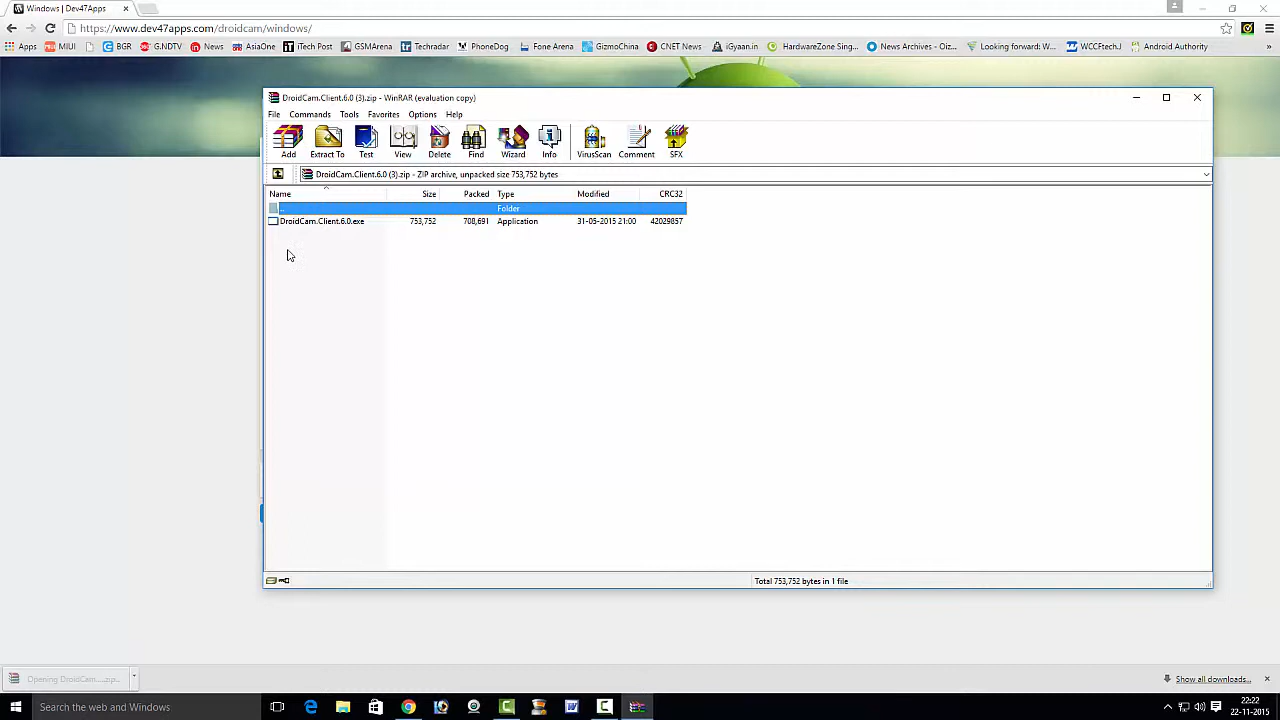 Windows | Dev47Apps
https://www.dev47apps.com/droidcam/windows/
Apps MIUI BGR G.NDTV News AsiaOne iTech Post GSMArena Techradar PhoneDog Fone Arena GizmoChina CNET News iGyaan.in HardwareZone Sing... News Archives - Oiz... Looking forward: W... WCCFtechJ Android Authority »
DroidCam.Client.6.0 (3).zip - WinRAR (evaluation copy)
File Commands Tools Favorites Options Help
Add Extract To Test View Delete Find Wizard Info VirusScan Comment SFX
DroidCam.Client.6.0 (3).zip - ZIP archive, unpacked size 753,752 bytes
Name Size Packed Type Modified CRC32
.. Folder
DroidCam.Client.6.0.exe 753,752 708,691 Application 31-05-2015 21:00 42029857
Total 753,752 bytes in 1 file
Opening DroidCam....zip...
Show all downloads...
Search the web and Windows
22:22
22-11-2015